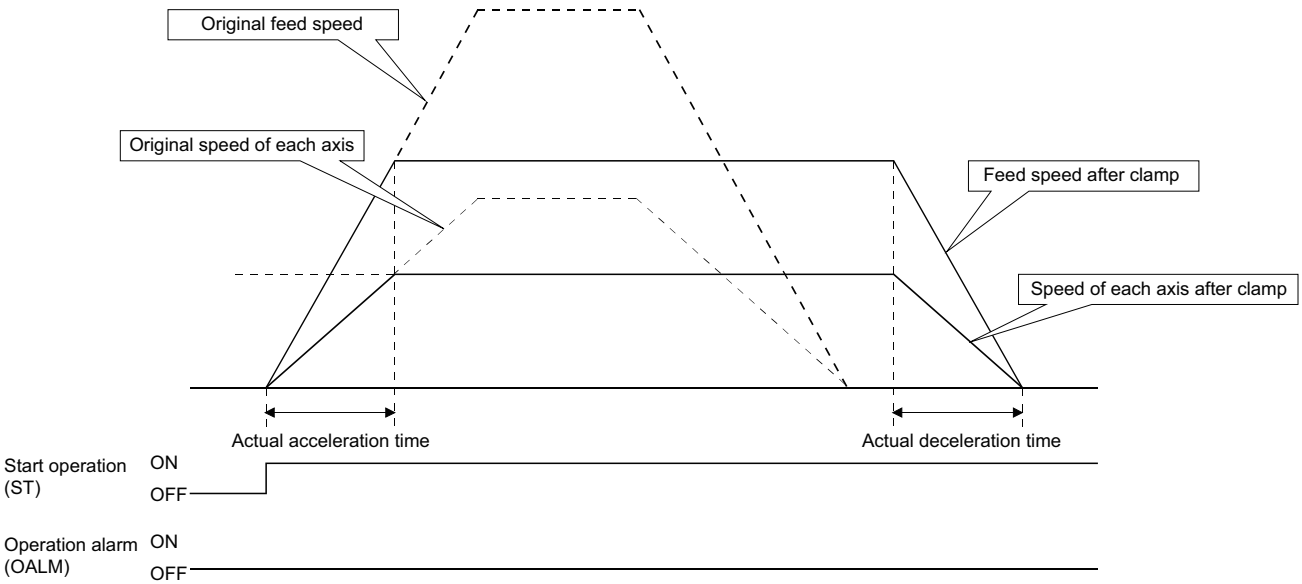 Original feed speed
Original speed of each axis
Feed speed after clamp
Speed of each axis after clamp
Actual acceleration time
Actual deceleration time
Start operation
(ST)
ON
OFF
Operation alarm
(OALM)
ON
OFF